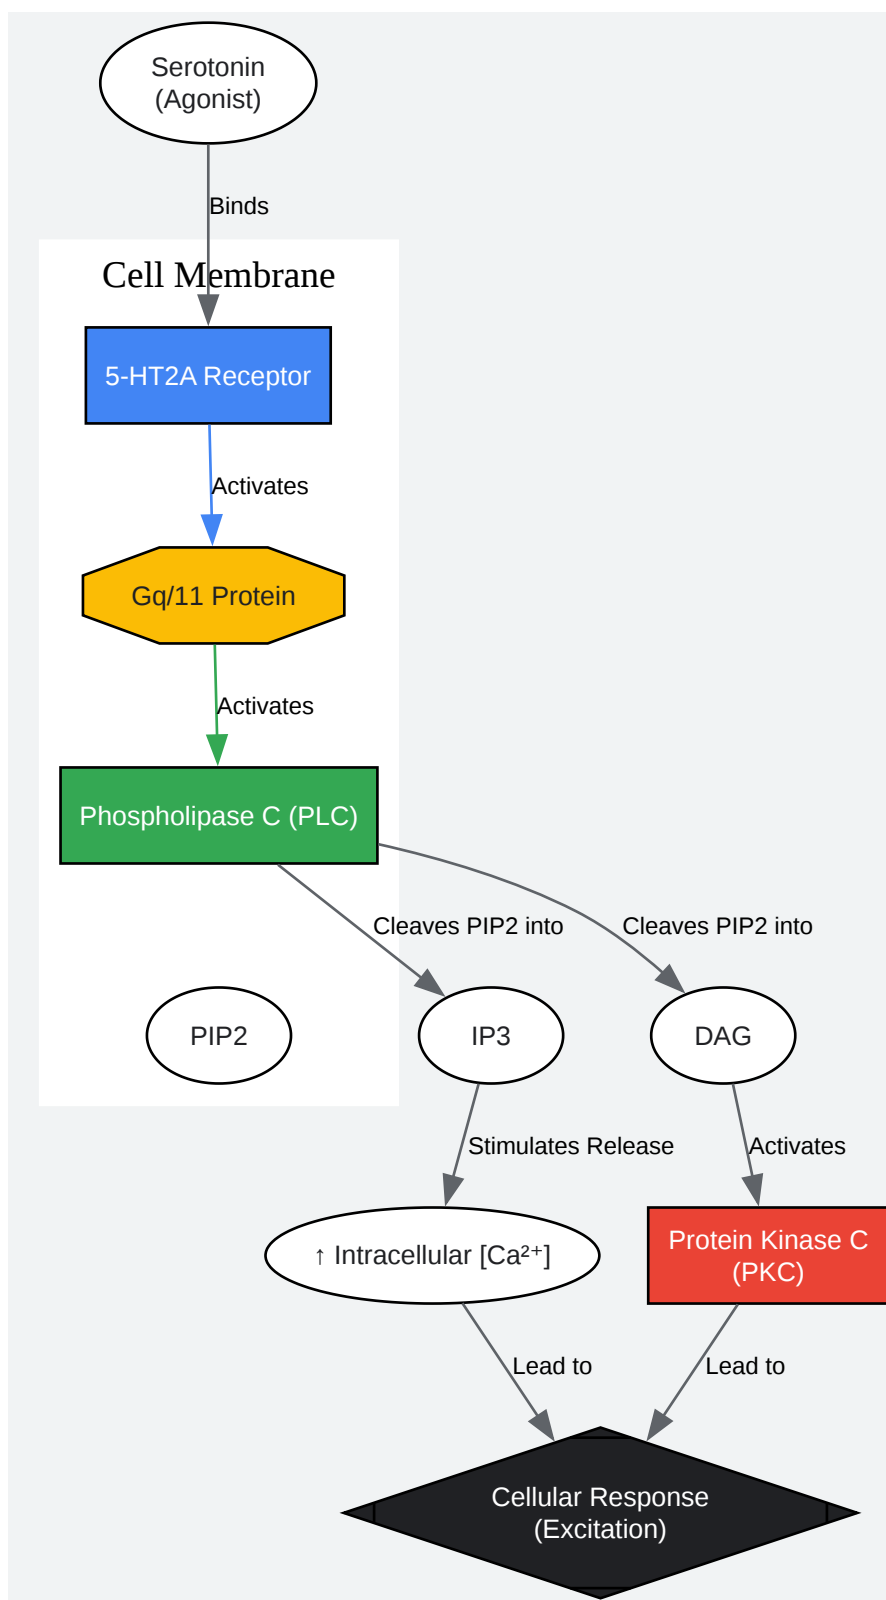 Serotonin
(Agonist)
Binds
Cell Membrane
5-HT2A Receptor
Activates
Gq/11 Protein
Activates
Phospholipase C (PLC)
Cleaves PIP2 into
Cleaves PIP2 into
PIP2
IP3
DAG
Stimulates Release
Activates
↑ Intracellular [Ca²⁺]
Protein Kinase C
(PKC)
Lead to
Lead to
Cellular Response
(Excitation)